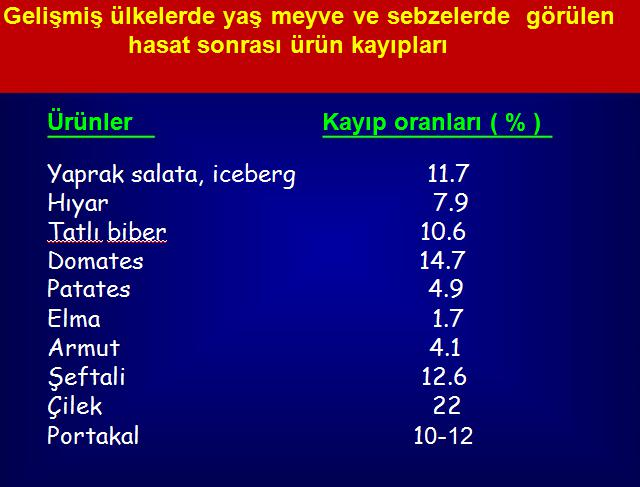 Gelişmiş ülkelerde yaş meyve ve sebzelerde görülen
hasat sonrası ürün kayıpları
Ürünler Kayıp oranları ( % )
Yaprak salata, iceberg 11.7
Hıyar 7.9
Tatlı biber 10.6
Domates 14.7
Patates 4.9
Elma 1.7
Armut 4.1
Şeftali 12.6
Çilek 22
Portakal 10-12